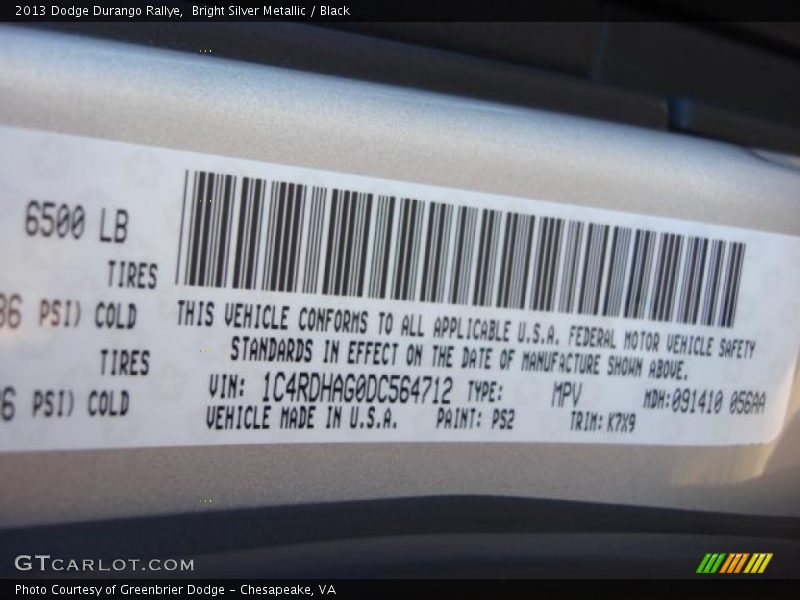 2013 Dodge Durango Rallye,  Bright Silver Metallic / Black
6500 LB
TIRES
36 PSI) COLD
TIRES
36 PSI) COLD
THIS VEHICLE CONFORMS TO ALL APPLICABLE U.S.A. FEDERAL MOTOR VEHICLE SAFETY
STANDARDS IN EFFECT ON THE DATE OF MANUFACTURE SHOWN ABOVE.
VIN: 1C4RDHAG0DC564712 TYPE: MPV MDH:091410 056AA
VEHICLE MADE IN U.S.A. PAINT: PS2 TRIM: K7X9
GTCARLOT.COM
Photo Courtesy of Greenbrier Dodge - Chesapeake, VA